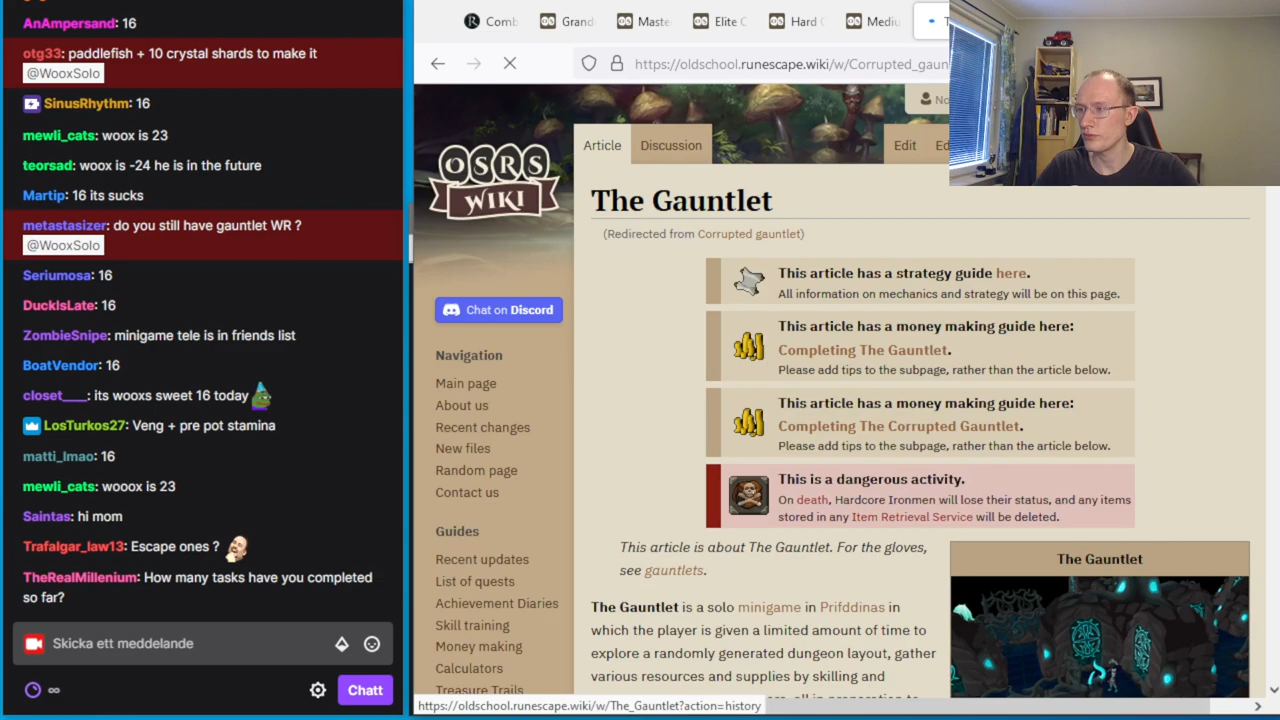 AnAmpersand: 16
otg33: paddlefish + 10 crystal shards to make it
@WooxSolo
SinusRhythm: 16
mewli_cats: woox is 23
teorsad: woox is -24 he is in the future
Martip: 16 its sucks
metastasizer: do you still have gauntlet WR ?
@WooxSolo
Seriumosa: 16
DuckIsLate: 16
ZombieSnipe: minigame tele is in friends list
BoatVendor: 16
closet____: its wooxs sweet 16 today
LosTurkos27: Veng + pre pot stamina
matti_lmao: 16
mewli_cats: wooox is 23
Saintas: hi mom
Trafalgar_law13: Escape ones ?
TheRealMillenium: How many tasks have you completed
so far?
Skicka ett meddelande
Chatt
Comb
Grand
Maste
Elite C
Hard C
Mediu
https://oldschool.runescape.wiki/w/Corrupted_gaun
No
OSRS
WIKI
Article
Discussion
Edit
Ed
The Gauntlet
(Redirected from Corrupted gauntlet)
This article has a strategy guide here.
All information on mechanics and strategy will be on this page.
This article has a money making guide here:
Completing The Gauntlet.
Please add tips to the subpage, rather than the article below.
This article has a money making guide here:
Completing The Corrupted Gauntlet.
Please add tips to the subpage, rather than the article below.
This is a dangerous activity.
On death, Hardcore Ironmen will lose their status, and any items
stored in any Item Retrieval Service will be deleted.
Chat on Discord
Navigation
Main page
About us
Recent changes
New files
Random page
Contact us
Guides
Recent updates
List of quests
Achievement Diaries
Skill training
Money making
Calculators
Treasure Trails
This article is about The Gauntlet. For the gloves,
see gauntlets.
The Gauntlet is a solo minigame in Prifddinas in
which the player is given a limited amount of time to
explore a randomly generated dungeon layout, gather
various resources and supplies by skilling and
The Gauntlet
https://oldschool.runescape.wiki/w/The_Gauntlet?action=history